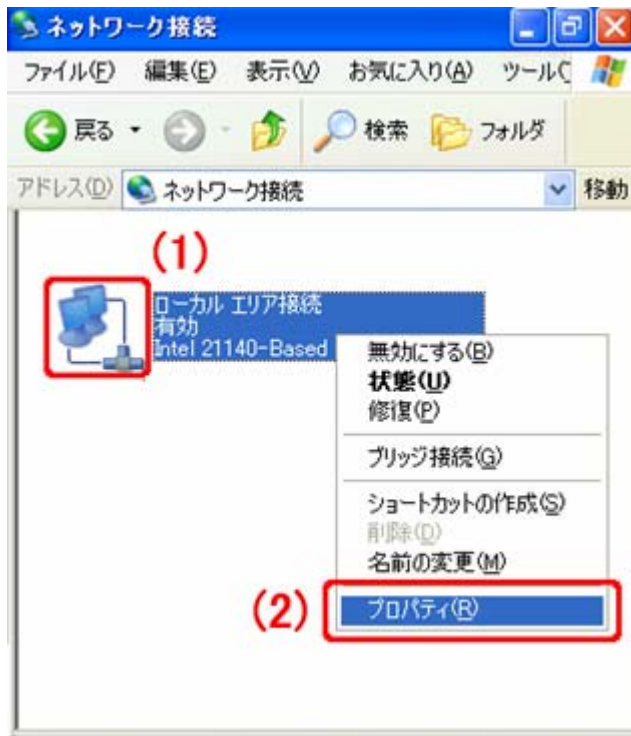 ネットワーク接続
ファイル(F) 編集(E) 表示(V) お気に入り(A) ツール(
戻る 検索 フォルダ
アドレス(D) ネットワーク接続 移動
(1)
ローカル エリア接続
有効
Intel 21140-Based
無効にする(B)
状態(U)
修復(P)
ブリッジ接続(G)
ショートカットの作成(S)
削除(D)
名前の変更(M)
(2)
プロパティ(R)